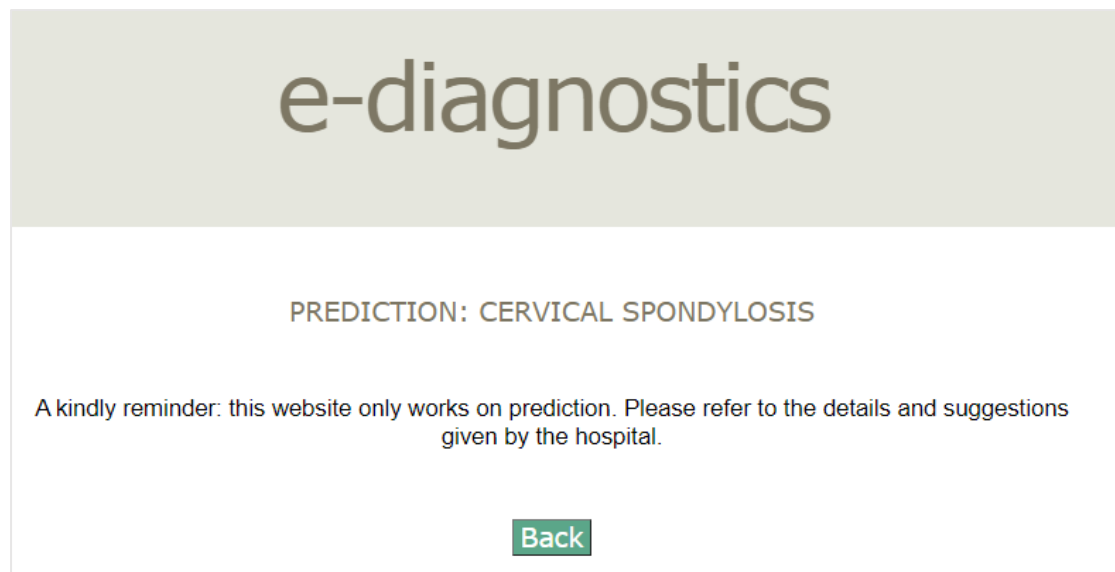 e-diagnostics
PREDICTION: CERVICAL SPONDYLOSIS
A kindly reminder: this website only works on prediction. Please refer to the details and suggestions
given by the hospital.
Back